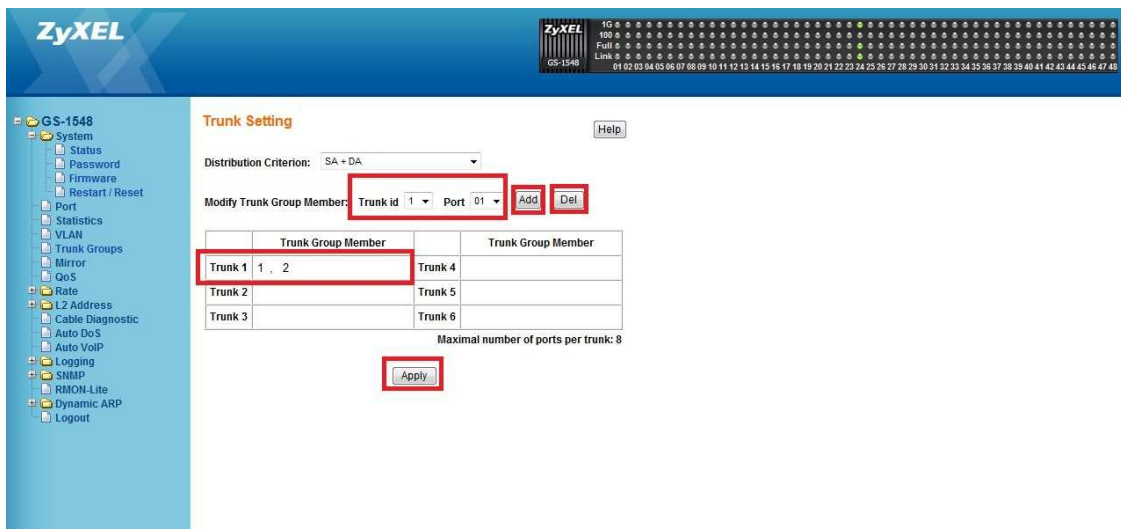 ZyXEL
ZyXEL
GS-1548
1G
100
Full
Link
01 02 03 04 05 06 07 08 09 10 11 12 13 14 15 16 17 18 19 20 21 22 23 24 25 26 27 28 29 30 31 32 33 34 35 36 37 38 39 40 41 42 43 44 45 46 47 48
GS-1548
System
Status
Password
Firmware
Restart / Reset
Port
Statistics
VLAN
Trunk Groups
Mirror
QoS
Rate
L2 Address
Cable Diagnostic
Auto DoS
Auto VoIP
Logging
SNMP
RMON-Lite
Dynamic ARP
Logout
Trunk Setting
Help
Distribution Criterion: SA + DA
Modify Trunk Group Member: Trunk id 1 Port 01 Add Del
Trunk Group Member Trunk Group Member
Trunk 1 1 , 2 Trunk 4
Trunk 2 Trunk 5
Trunk 3 Trunk 6
Maximal number of ports per trunk: 8
Apply